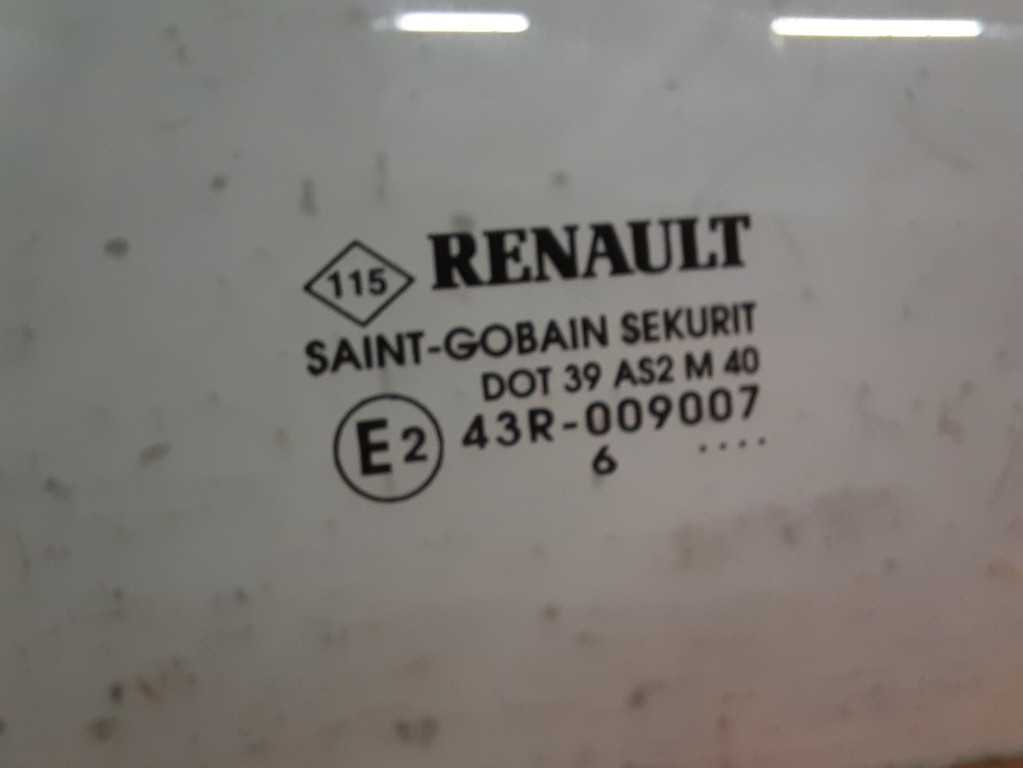 115 RENAULT
SAINT-GOBAIN SEKURIT
DOT 39 AS2 M 40
E2 43R-009007
6 ....